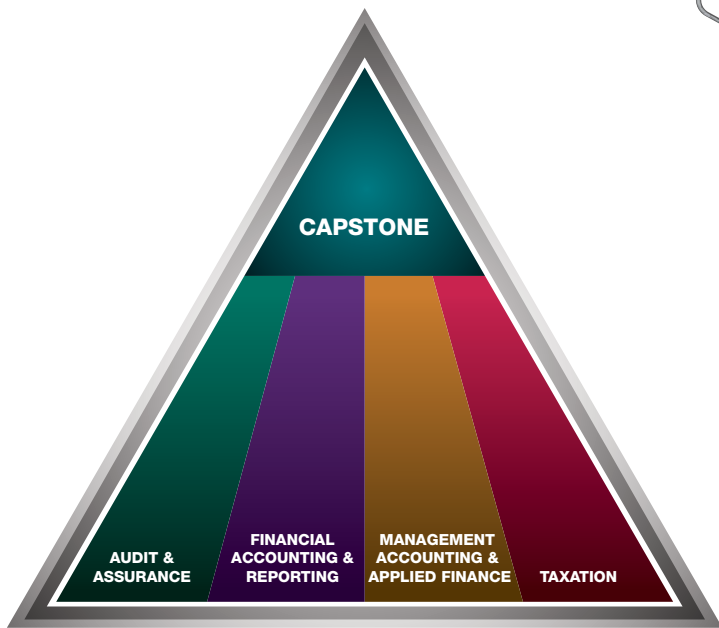 CAPSTONE
AUDIT &
ASSURANCE
FINANCIAL
ACCOUNTING &
REPORTING
MANAGEMENT
ACCOUNTING &
APPLIED FINANCE
TAXATION